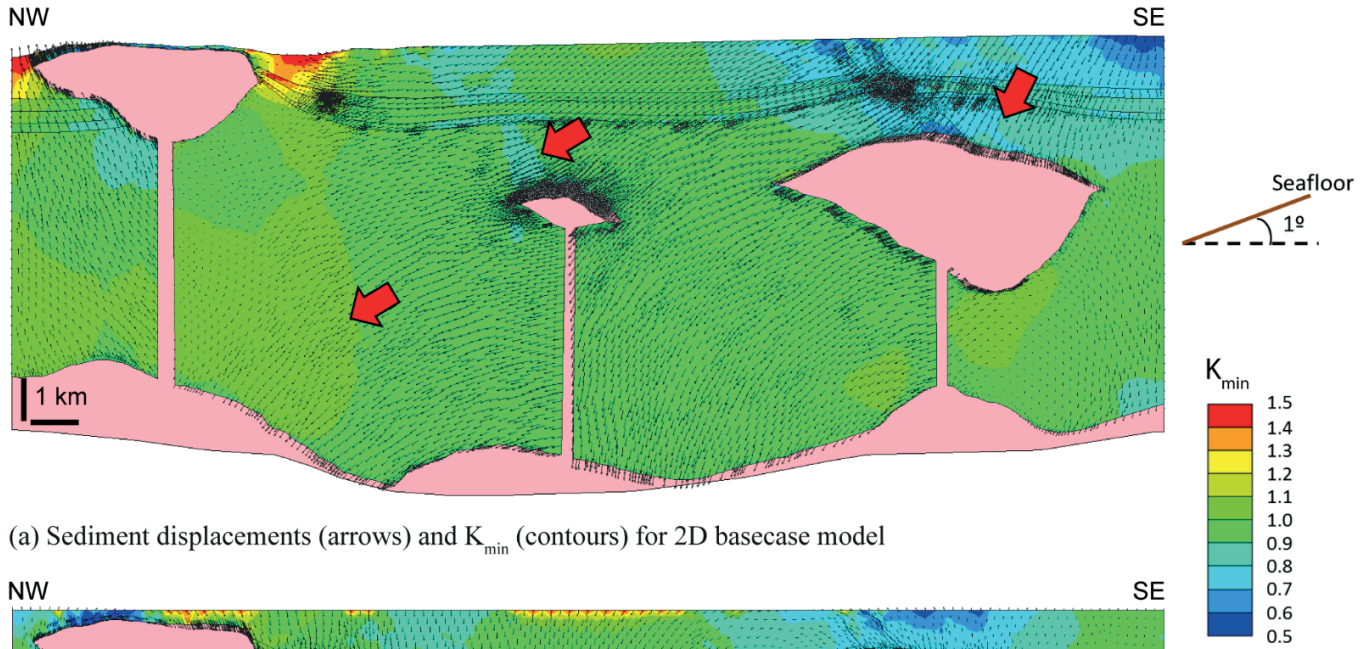 NW SE
Seafloor
1º
1 km
K_min
1.5
1.4
1.3
1.2
1.1
1.0
0.9
0.8
0.7
0.6
0.5
(a) Sediment displacements (arrows) and K_min (contours) for 2D basecase model
NW SE